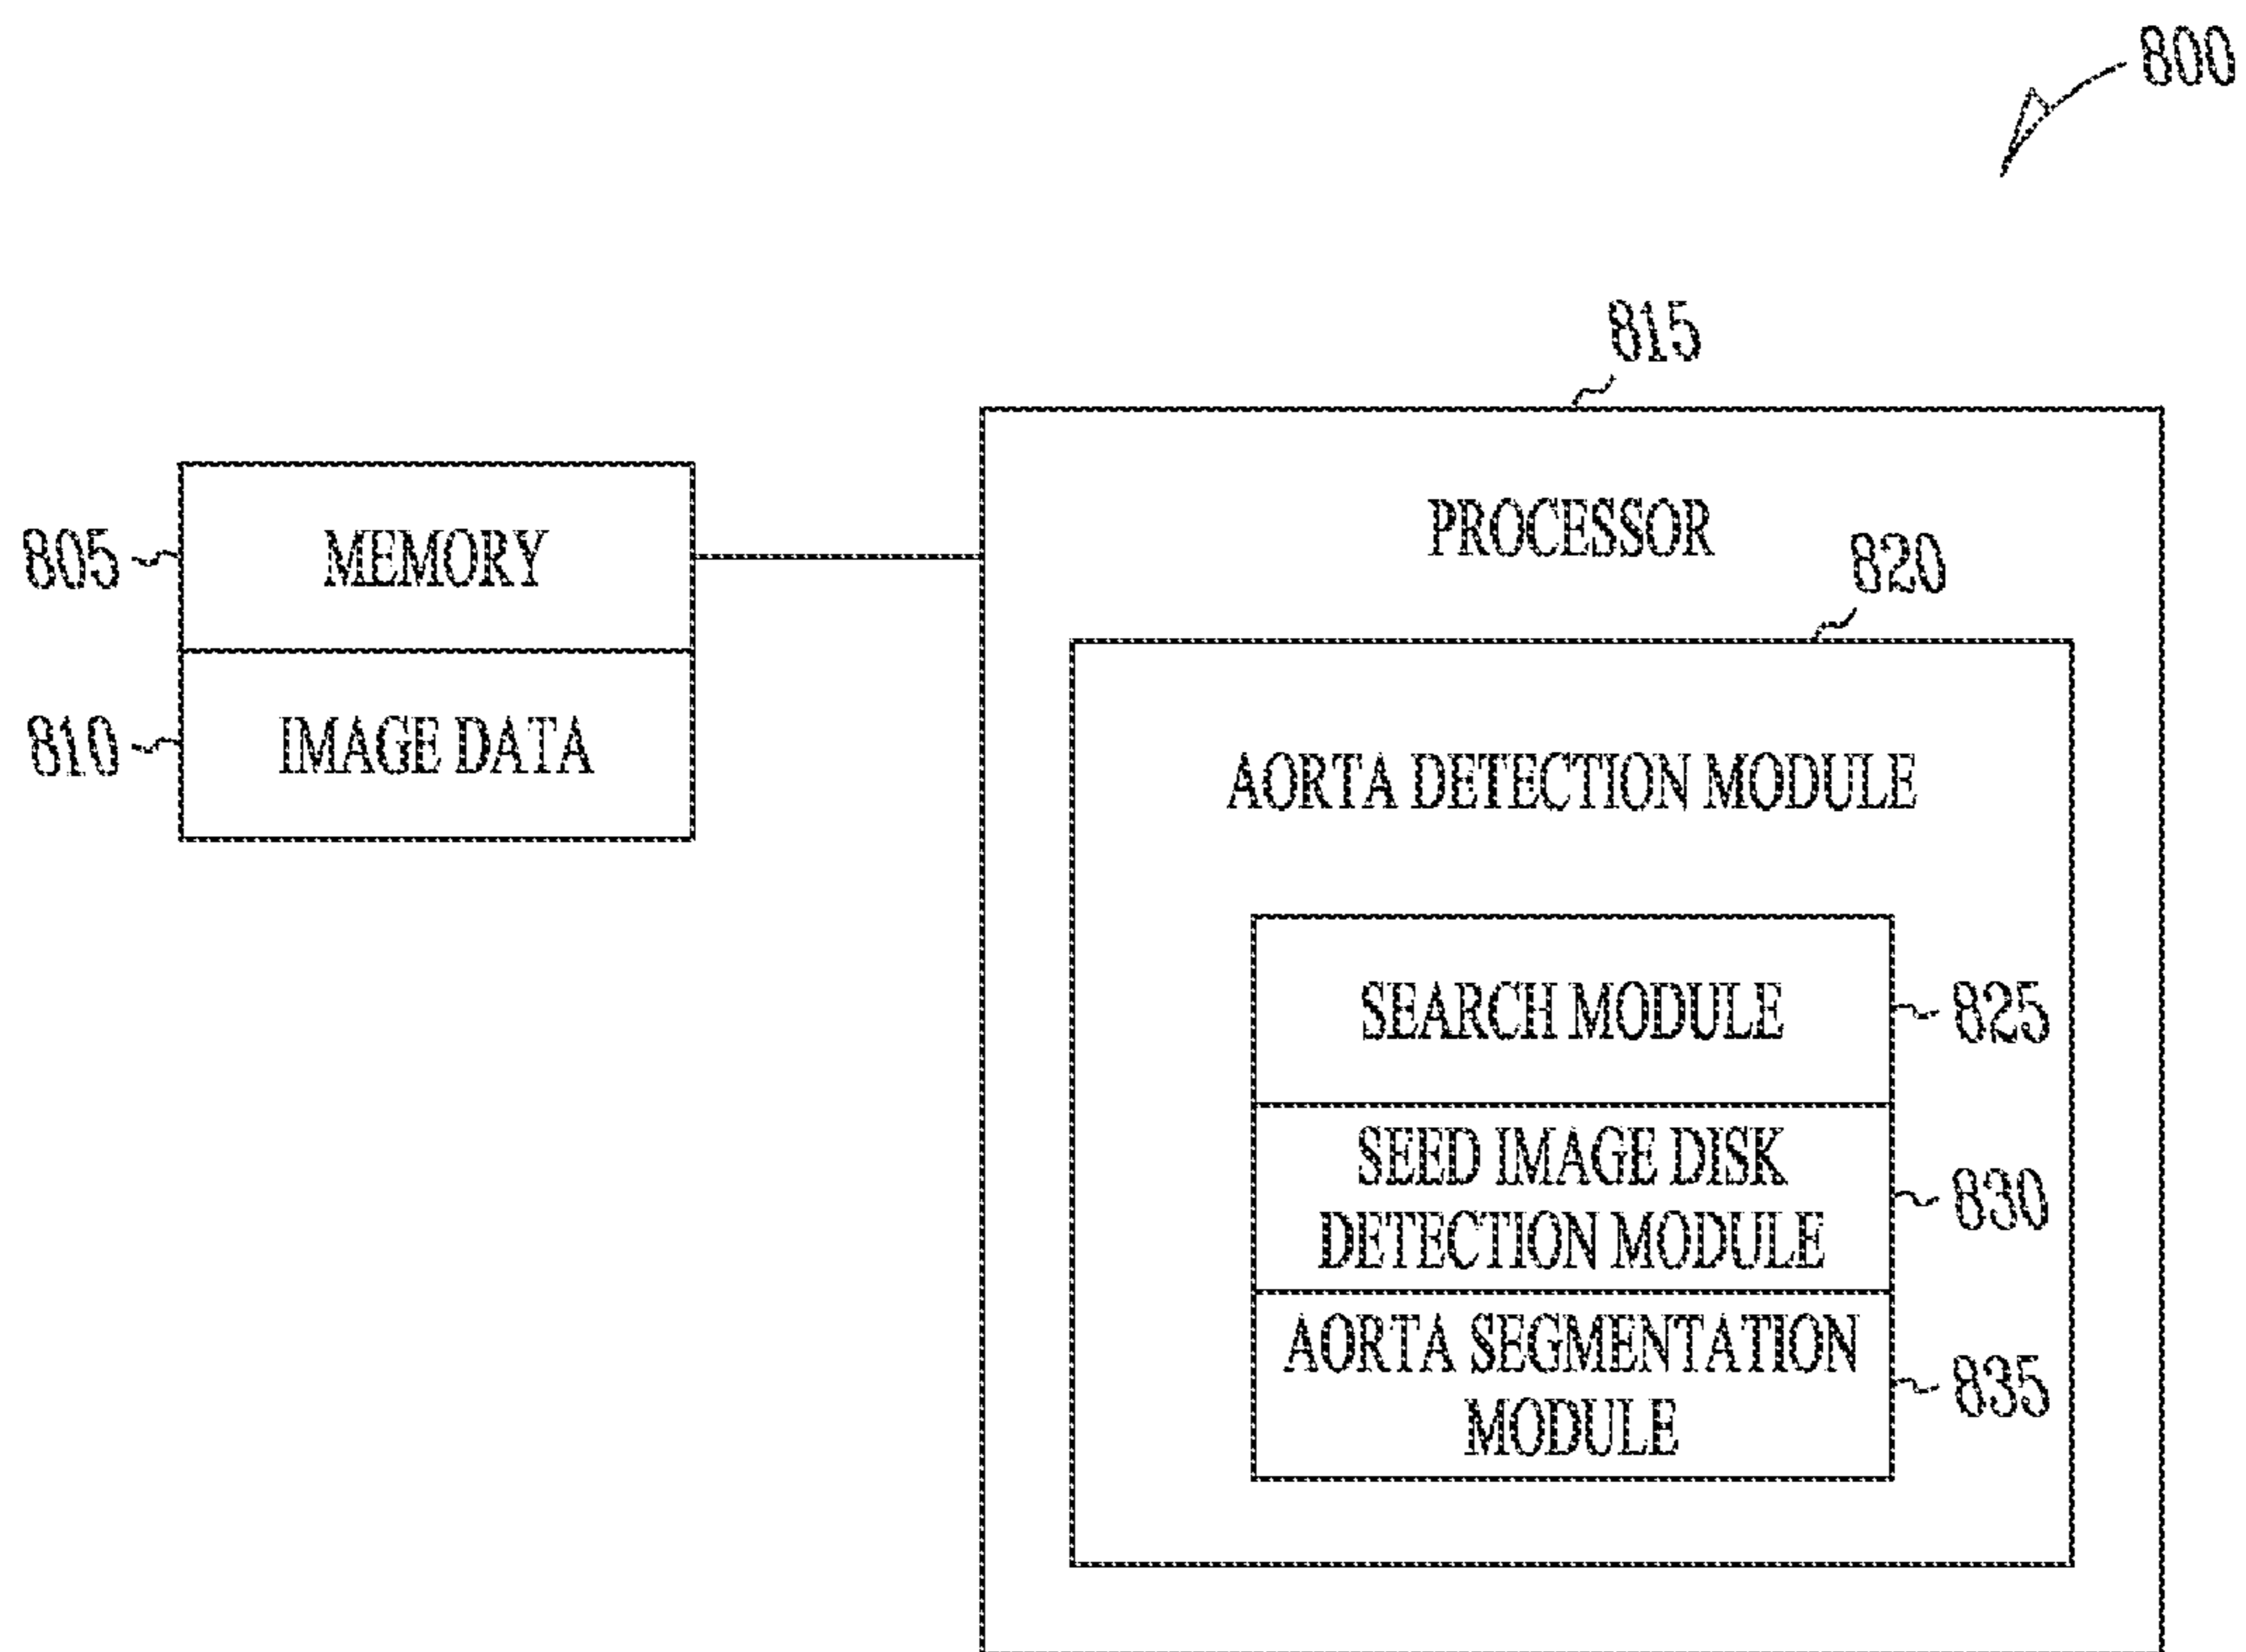 800
815
805
MEMORY
PROCESSOR
820
810
IMAGE DATA
AORTA DETECTION MODULE
SEARCH MODULE
825
SEED IMAGE DISK
DETECTION MODULE
830
AORTA SEGMENTATION
MODULE
835